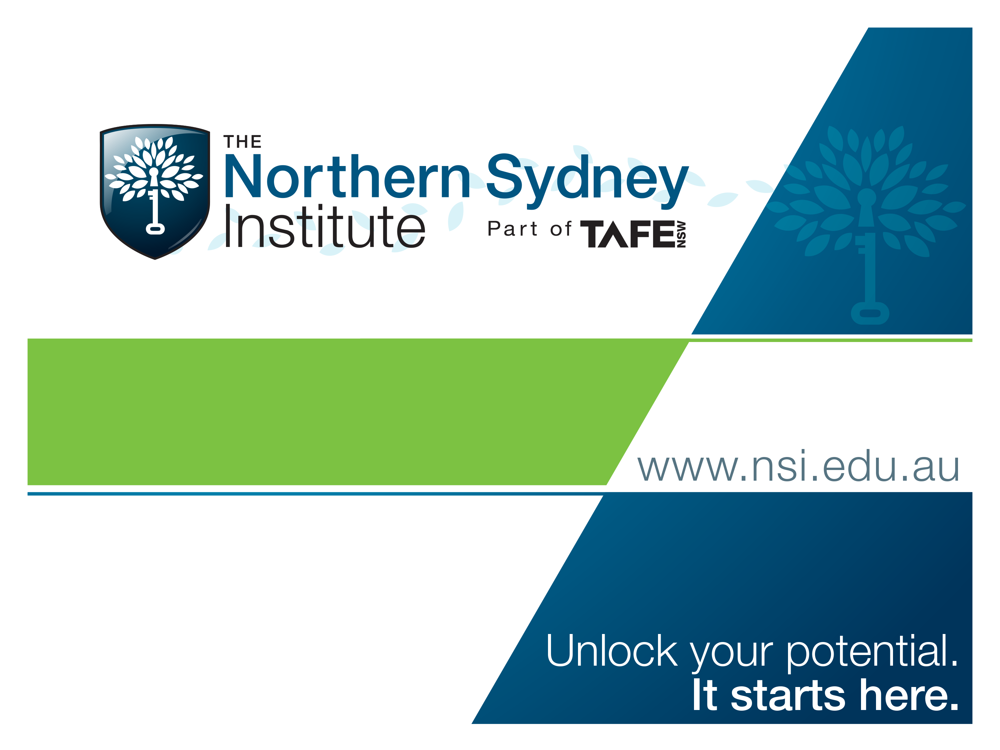 THE
Northern Sydney
Institute
Part of TAFE NSW
www.nsi.edu.au
Unlock your potential.
It starts here.